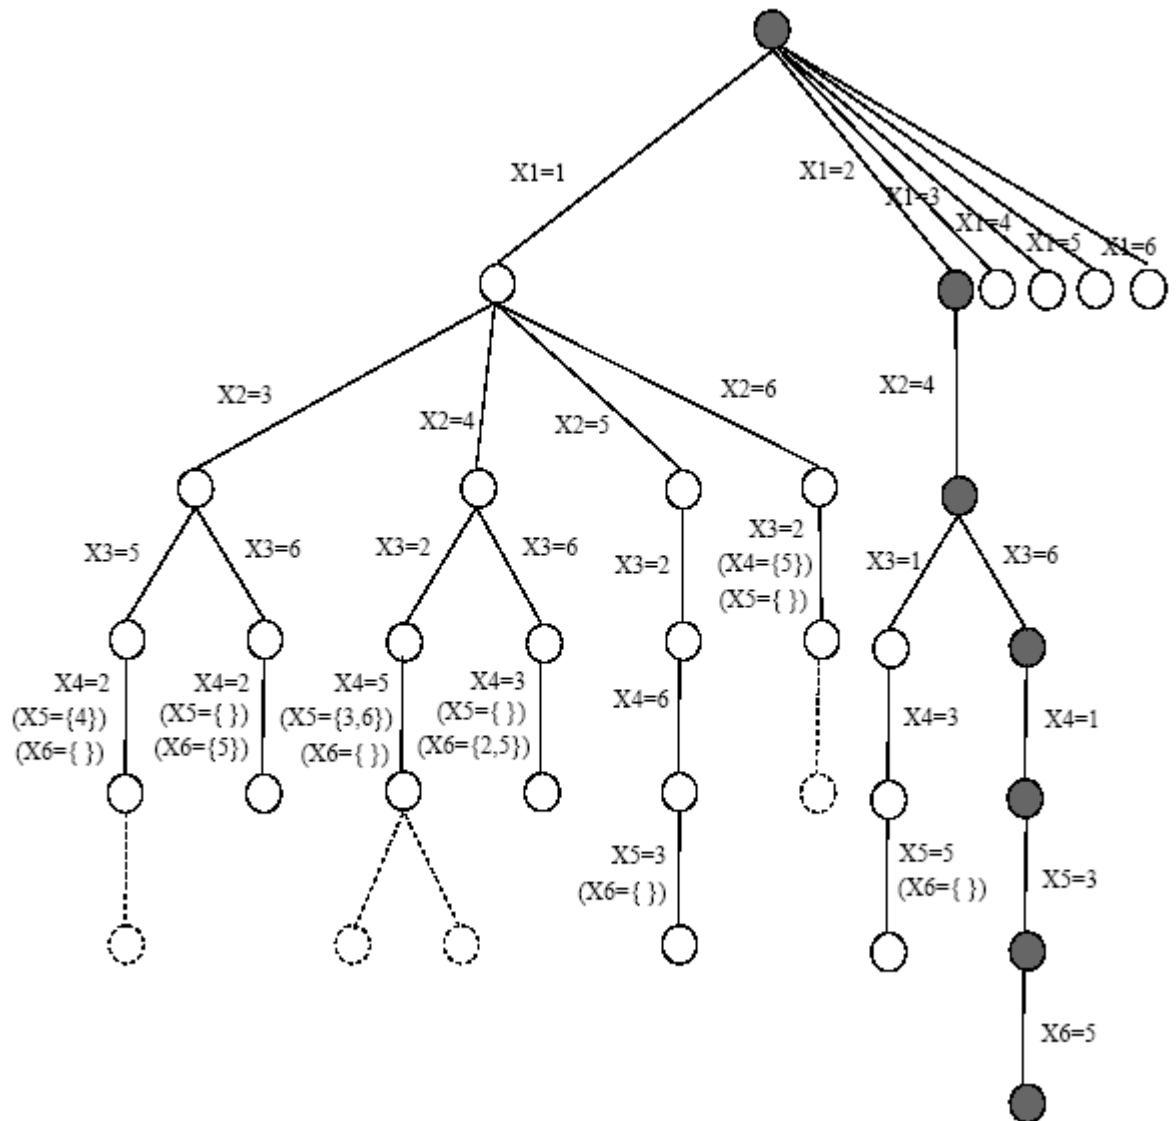 X1=1
X1=2
X1=3
X1=4
X1=5
X1=6
X2=3
X2=4
X2=5
X2=6
X2=4
X3=5
X3=6
X3=2
X3=6
X3=2
X3=2
(X4={5})
(X5={ })
X3=1
X3=6
X4=2
(X5={4})
(X6={ })
X4=2
(X5={ })
(X6={5})
X4=5
(X5={3,6})
(X6={ })
X4=3
(X5={ })
(X6={2,5})
X4=6
X4=3
X4=1
X5=3
(X6={ })
X5=5
(X6={ })
X5=3
X6=5